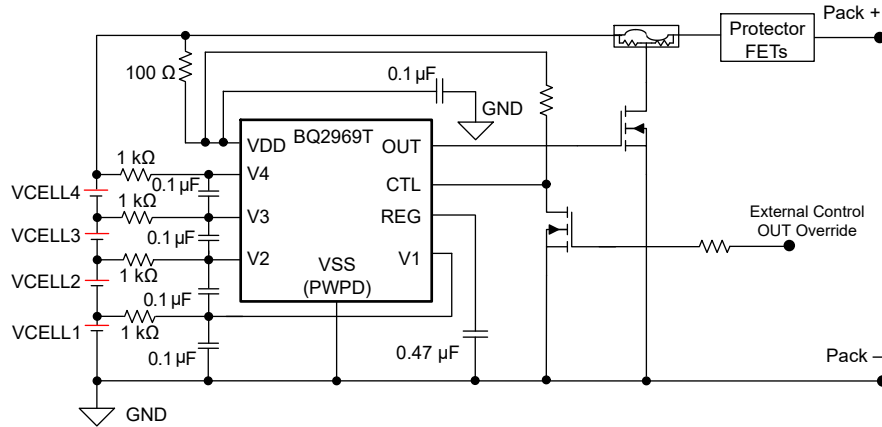 Pack +
Protector
FETs
100 Ω
0.1 µF
GND
BQ2969T
VDD
OUT
1 kΩ
V4
VCELL4
0.1 µF
CTL
1 kΩ
V3
REG
VCELL3
0.1 µF
External Control
OUT Override
V2
V1
VSS
(PWPD)
VCELL2
1 kΩ
0.1 µF
VCELL1
1 kΩ
0.1 µF
0.47 µF
Pack –
GND